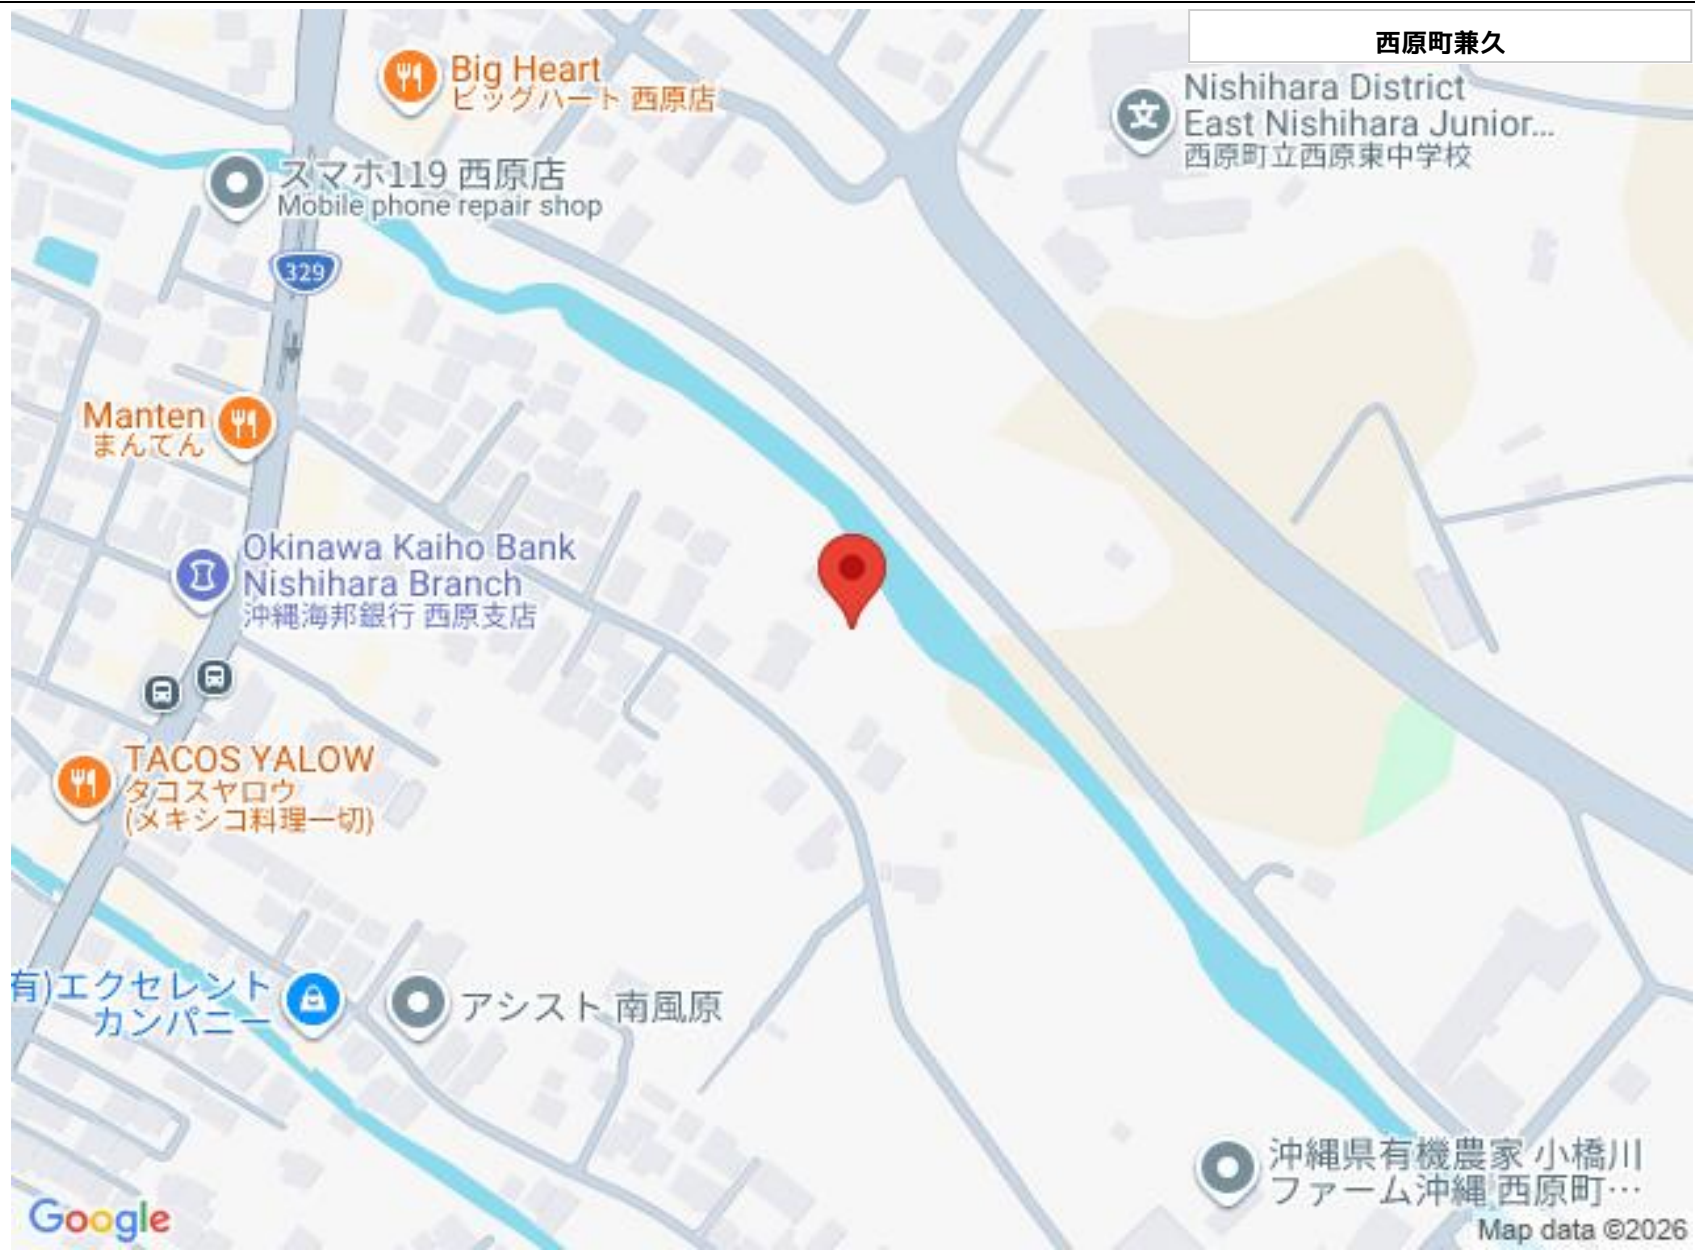 西原町兼久
Big Heart
ビッグハート 西原店
Nishihara District
East Nishihara Junior...
西原町立西原東中学校
スマホ119 西原店
Mobile phone repair shop
329
Manten
まんてん
Okinawa Kaiho Bank
Nishihara Branch
沖縄海邦銀行 西原支店
TACOS YALOW
タコスヤロウ
(メキシコ料理一切)
有)エクセレント
カンパニー
アシスト 南風原
沖縄県有機農家 小橋川
ファーム沖縄 西原町…
Google
Map data ©2026